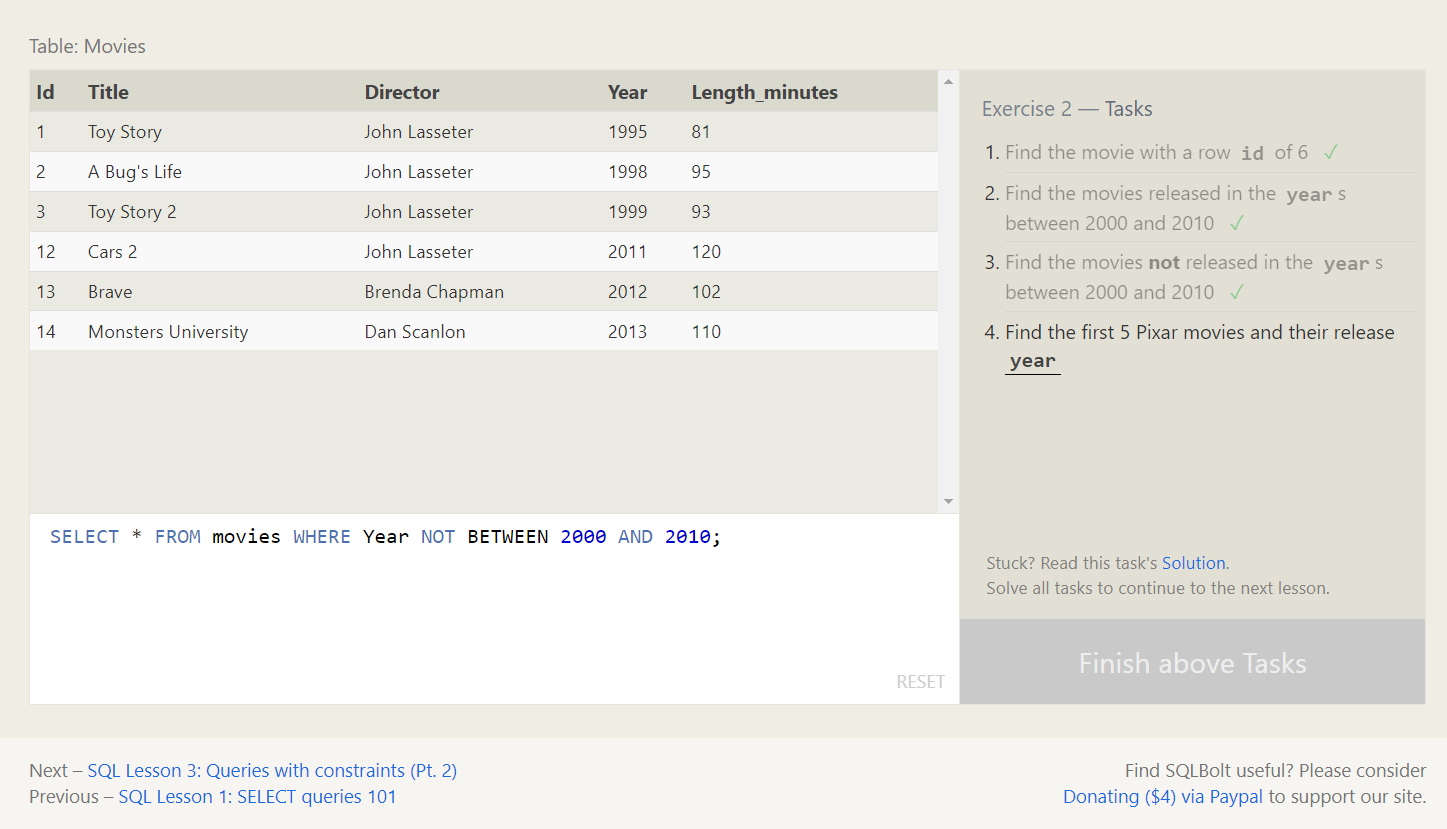 Table: Movies
Id Title Director Year Length_minutes
1 Toy Story John Lasseter 1995 81
2 A Bug's Life John Lasseter 1998 95
3 Toy Story 2 John Lasseter 1999 93
12 Cars 2 John Lasseter 2011 120
13 Brave Brenda Chapman 2012 102
14 Monsters University Dan Scanlon 2013 110
SELECT * FROM movies WHERE Year NOT BETWEEN 2000 AND 2010;
RESET
Exercise 2 — Tasks
1. Find the movie with a row id of 6 ✓
2. Find the movies released in the year s
between 2000 and 2010 ✓
3. Find the movies not released in the year s
between 2000 and 2010 ✓
4. Find the first 5 Pixar movies and their release
year
Stuck? Read this task's Solution.
Solve all tasks to continue to the next lesson.
Finish above Tasks
Next – SQL Lesson 3: Queries with constraints (Pt. 2)
Previous – SQL Lesson 1: SELECT queries 101
Find SQLBolt useful? Please consider
Donating ($4) via Paypal to support our site.